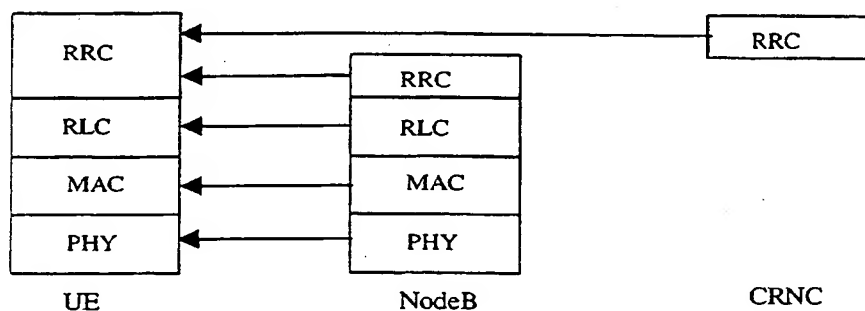 RRC
RRC
RRC
RLC
RLC
MAC
MAC
PHY
PHY
UE
NodeB
CRNC